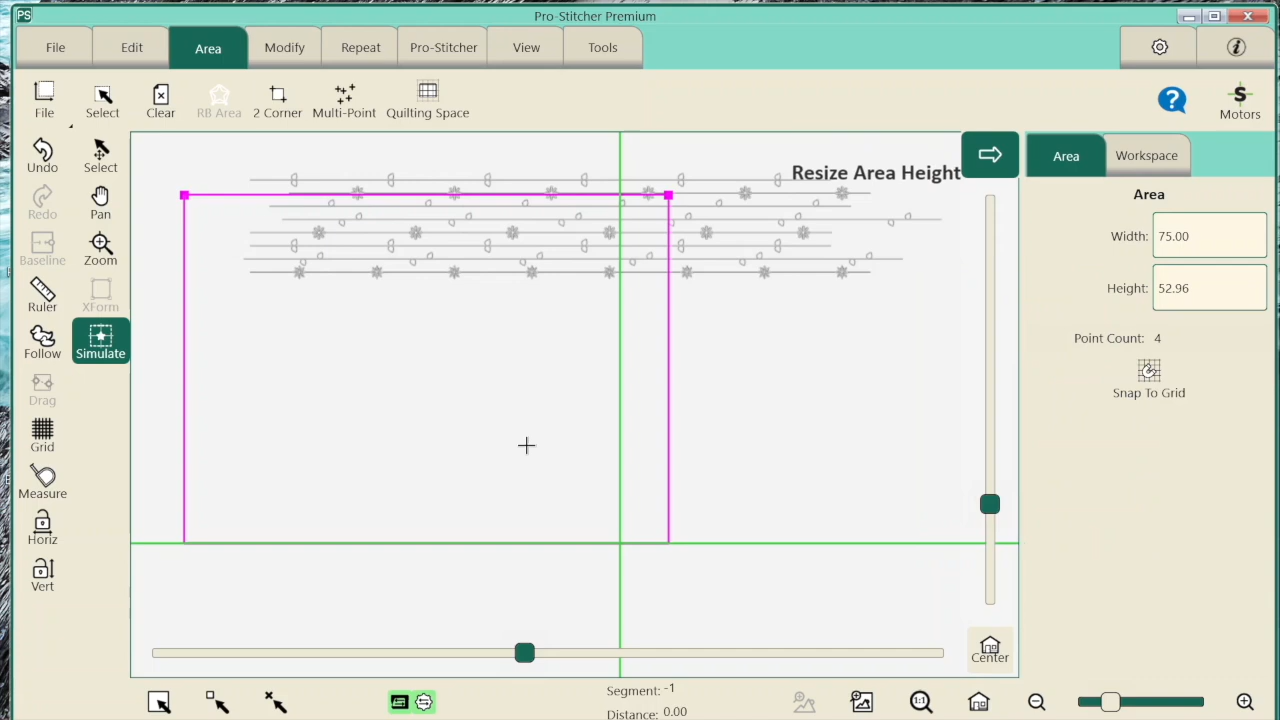 PS
Pro-Stitcher Premium
File Edit Area Modify Repeat Pro-Stitcher View Tools
File Select Clear RB Area 2 Corner Multi-Point Quilting Space Motors
Undo Select
Redo Pan
Baseline Zoom
Ruler XForm
Follow Simulate
Drag
Grid
Measure
Horiz
Vert
Resize Area Height
Center
Area Workspace
Area
Width: 75.00
Height: 52.96
Point Count: 4
Snap To Grid
Segment: -1
Distance: 0.00
1:1